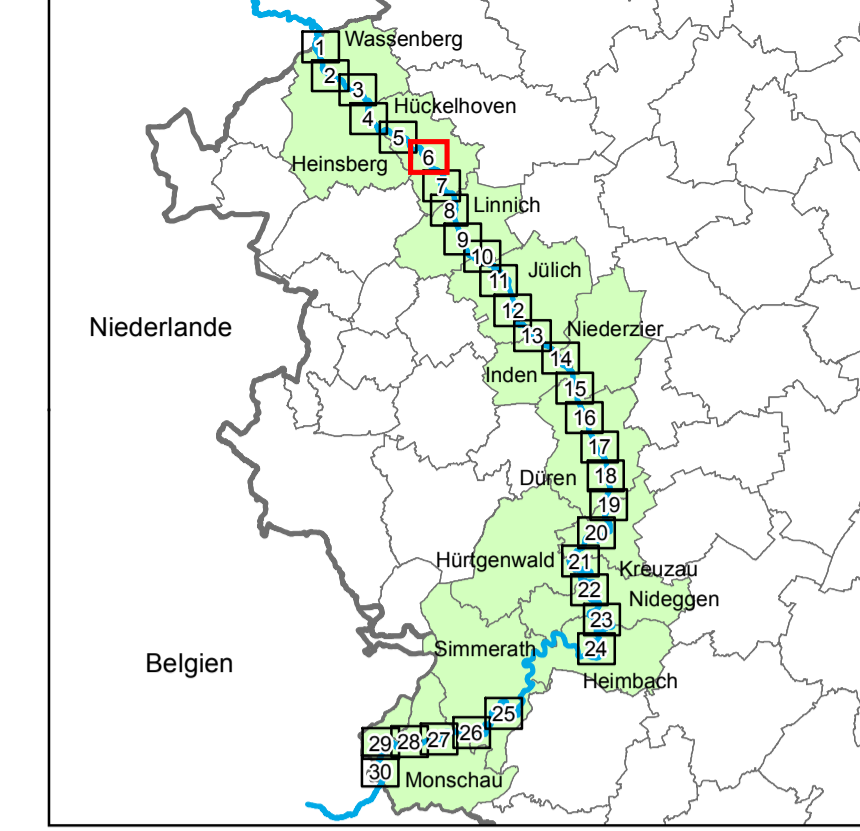 1
Wassenberg
2
3
Hückelhoven
4
5
6
Heinsberg
7
8
Linnich
9
10
Jülich
11
12
Niederlande
13
Niederzier
14
Inden
15
16
17
Düren
18
19
20
Hürtgenwald
21
Kreuzau
22
Nideggen
23
Simmerath
24
Belgien
Heimbach
25
26
27
28
29
30
Monschau